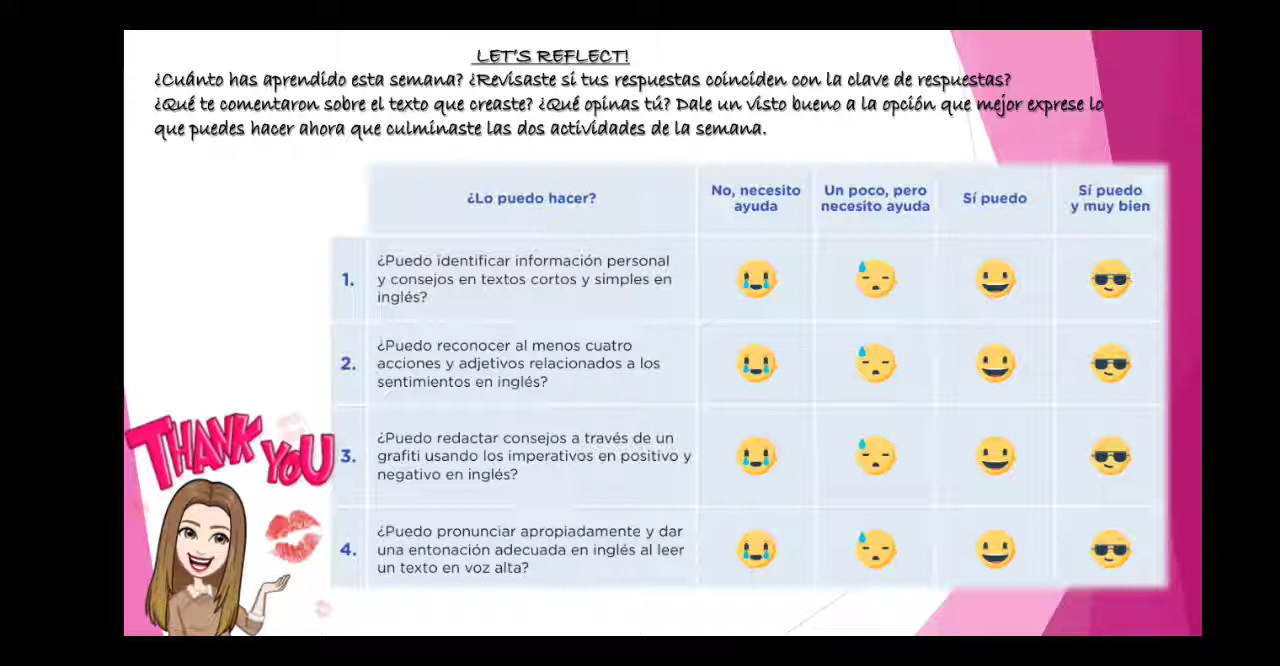 LET'S REFLECT!
¿Cuánto has aprendido esta semana? ¿Revisaste si tus respuestas coinciden con la clave de respuestas?
¿Qué te comentaron sobre el texto que creaste? ¿Qué opinas tú? Dale un visto bueno a la opción que mejor exprese lo
que puedes hacer ahora que culminaste las dos actividades de la semana.
¿Lo puedo hacer?
No, necesito
ayuda
Un poco, pero
necesito ayuda
Sí puedo
Sí puedo
y muy bien
1.
¿Puedo identificar información personal
y consejos en textos cortos y simples en
inglés?
2.
¿Puedo reconocer al menos cuatro
acciones y adjetivos relacionados a los
sentimientos en inglés?
3.
¿Puedo redactar consejos a través de un
grafiti usando los imperativos en positivo y
negativo en inglés?
4.
¿Puedo pronunciar apropiadamente y dar
una entonación adecuada en inglés al leer
un texto en voz alta?
THANK YOU